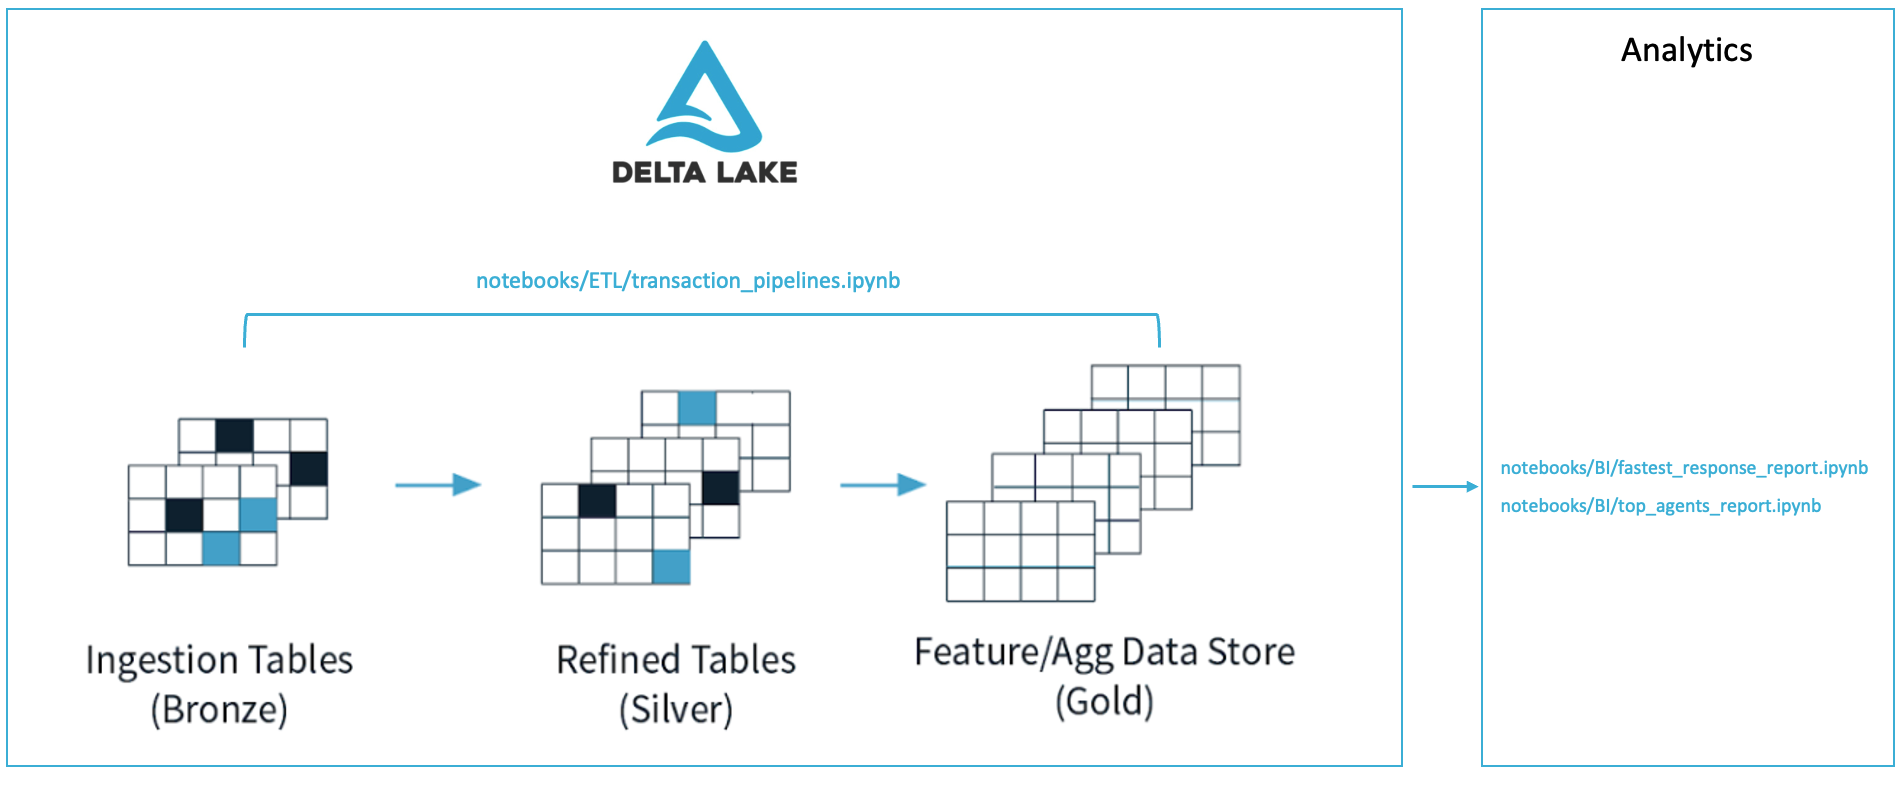 Analytics
DELTA LAKE
notebooks/ETL/transaction_pipelines.ipynb
notebooks/BI/fastest_response_report.ipynb
notebooks/BI/top_agents_report.ipynb
Ingestion Tables
(Bronze)
Refined Tables
(Silver)
Feature/Agg Data Store
(Gold)